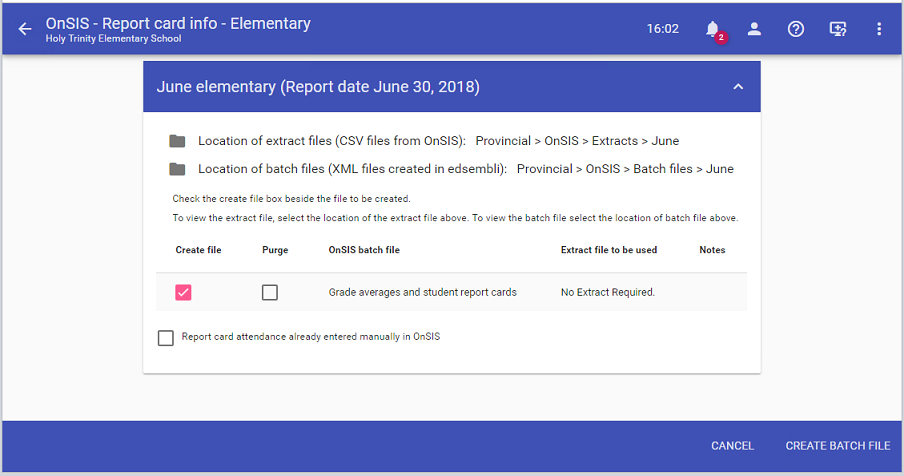 OnSIS - Report card info - Elementary
Holy Trinity Elementary School
16:02
2
June elementary (Report date June 30, 2018)
Location of extract files (CSV files from OnSIS): Provincial > OnSIS > Extracts > June
Location of batch files (XML files created in edsembli): Provincial > OnSIS > Batch files > June
Check the create file box beside the file to be created.
To view the extract file, select the location of the extract file above. To view the batch file select the location of batch file above.
Create file Purge OnSIS batch file Extract file to be used Notes
Grade averages and student report cards No Extract Required.
Report card attendance already entered manually in OnSIS
CANCEL CREATE BATCH FILE